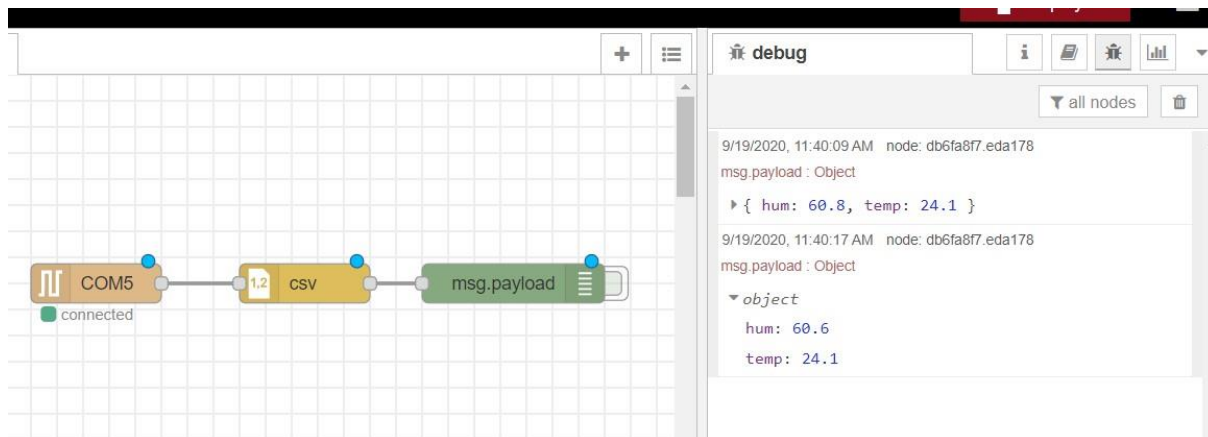 debug
all nodes
9/19/2020, 11:40:09 AM node: db6fa8f7.eda178
msg.payload : Object
{ hum: 60.8, temp: 24.1 }
9/19/2020, 11:40:17 AM node: db6fa8f7.eda178
msg.payload : Object
object
hum: 60.6
temp: 24.1
COM5
1,2 csv
msg.payload
connected